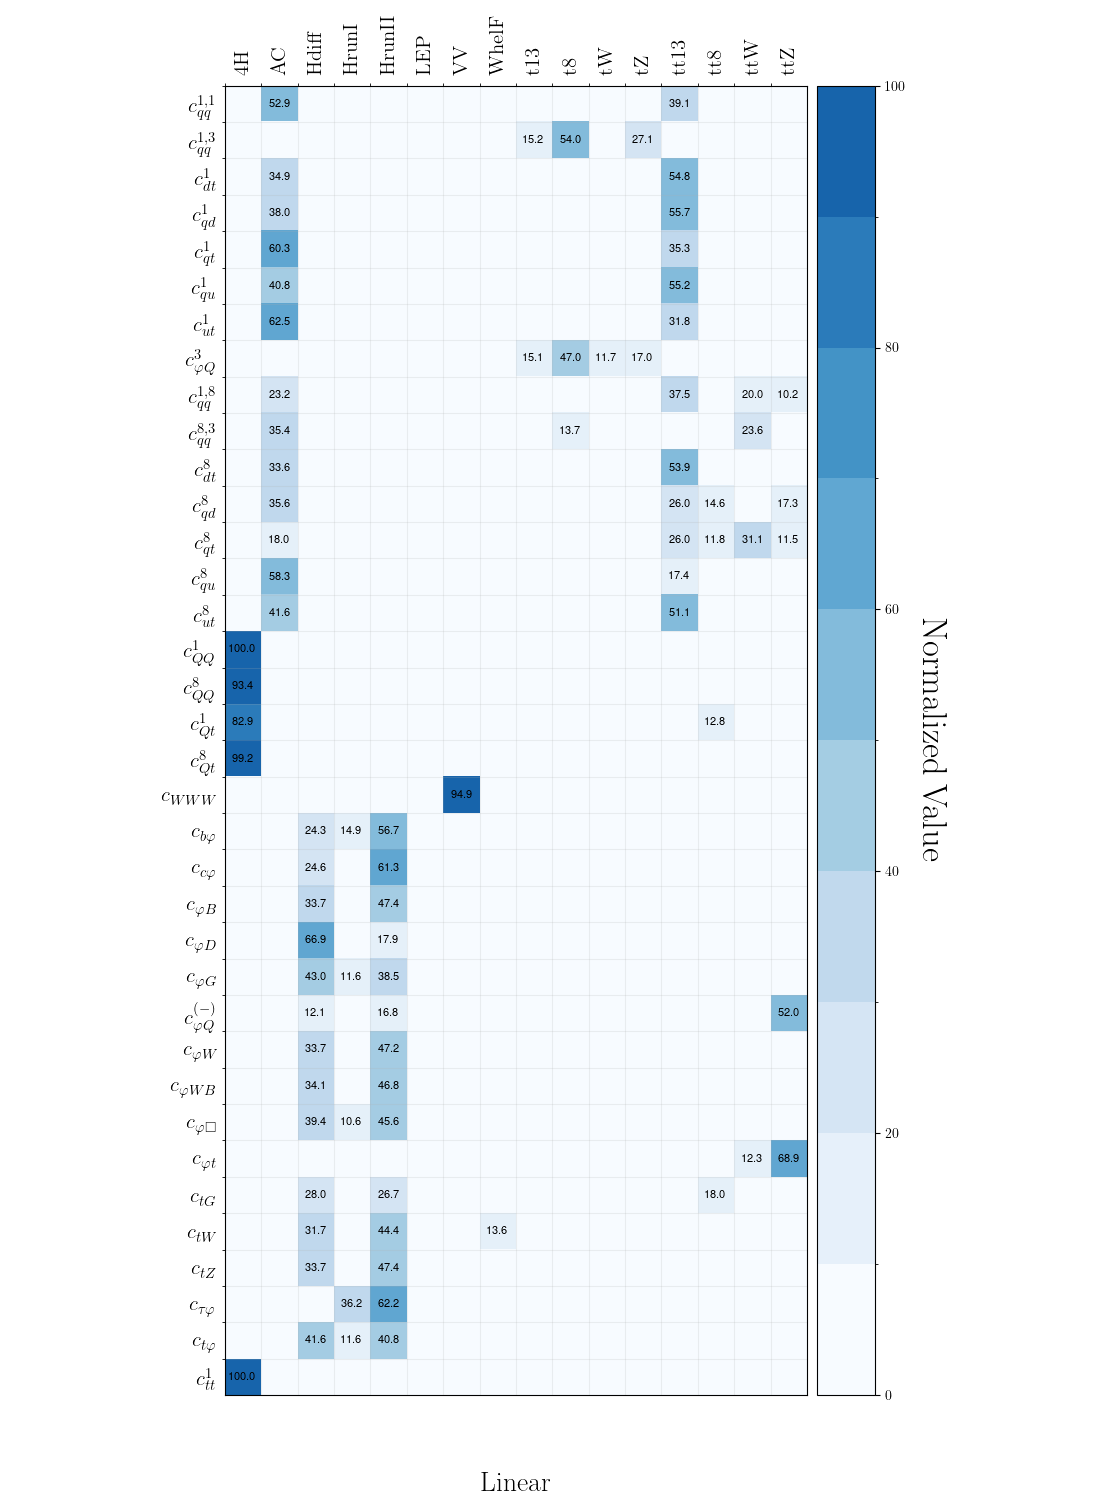 4H AC Hdiff HrunI HrunII LEP VV WhelF t13 t8 tW tZ tt13 tt8 ttW ttZ
c_{qq}^{1,1} 52.9 39.1
c_{qq}^{1,3} 15.2 54.0 27.1
c_{dt}^{1} 34.9 54.8
c_{qd}^{1} 38.0 55.7
c_{qt}^{1} 60.3 35.3
c_{qu}^{1} 40.8 55.2
c_{ut}^{1} 62.5 31.8
c_{φQ}^{3} 15.1 47.0 11.7 17.0
c_{qq}^{1,8} 23.2 37.5 20.0 10.2
c_{qq}^{8,3} 35.4 13.7 23.6
c_{dt}^{8} 33.6 53.9
c_{qd}^{8} 35.6 26.0 14.6 17.3
c_{qt}^{8} 18.0 26.0 11.8 31.1 11.5
c_{qu}^{8} 58.3 17.4
c_{ut}^{8} 41.6 51.1
c_{QQ}^{1} 100.0
c_{QQ}^{8} 93.4
c_{Qt}^{1} 82.9 12.8
c_{Qt}^{8} 99.2
c_{WWW} 94.9
c_{bφ} 24.3 14.9 56.7
c_{cφ} 24.6 61.3
c_{φB} 33.7 47.4
c_{φD} 66.9 17.9
c_{φG} 43.0 11.6 38.5
c_{φQ}^{(−)} 12.1 16.8 52.0
c_{φW} 33.7 47.2
c_{φWB} 34.1 46.8
c_{φ□} 39.4 10.6 45.6
c_{φt} 12.3 68.9
c_{tG} 28.0 26.7 18.0
c_{tW} 31.7 44.4 13.6
c_{tZ} 33.7 47.4
c_{τφ} 36.2 62.2
c_{tφ} 41.6 11.6 40.8
c_{tt}^{1} 100.0
Linear
100
80
60
40
20
0
Normalized Value